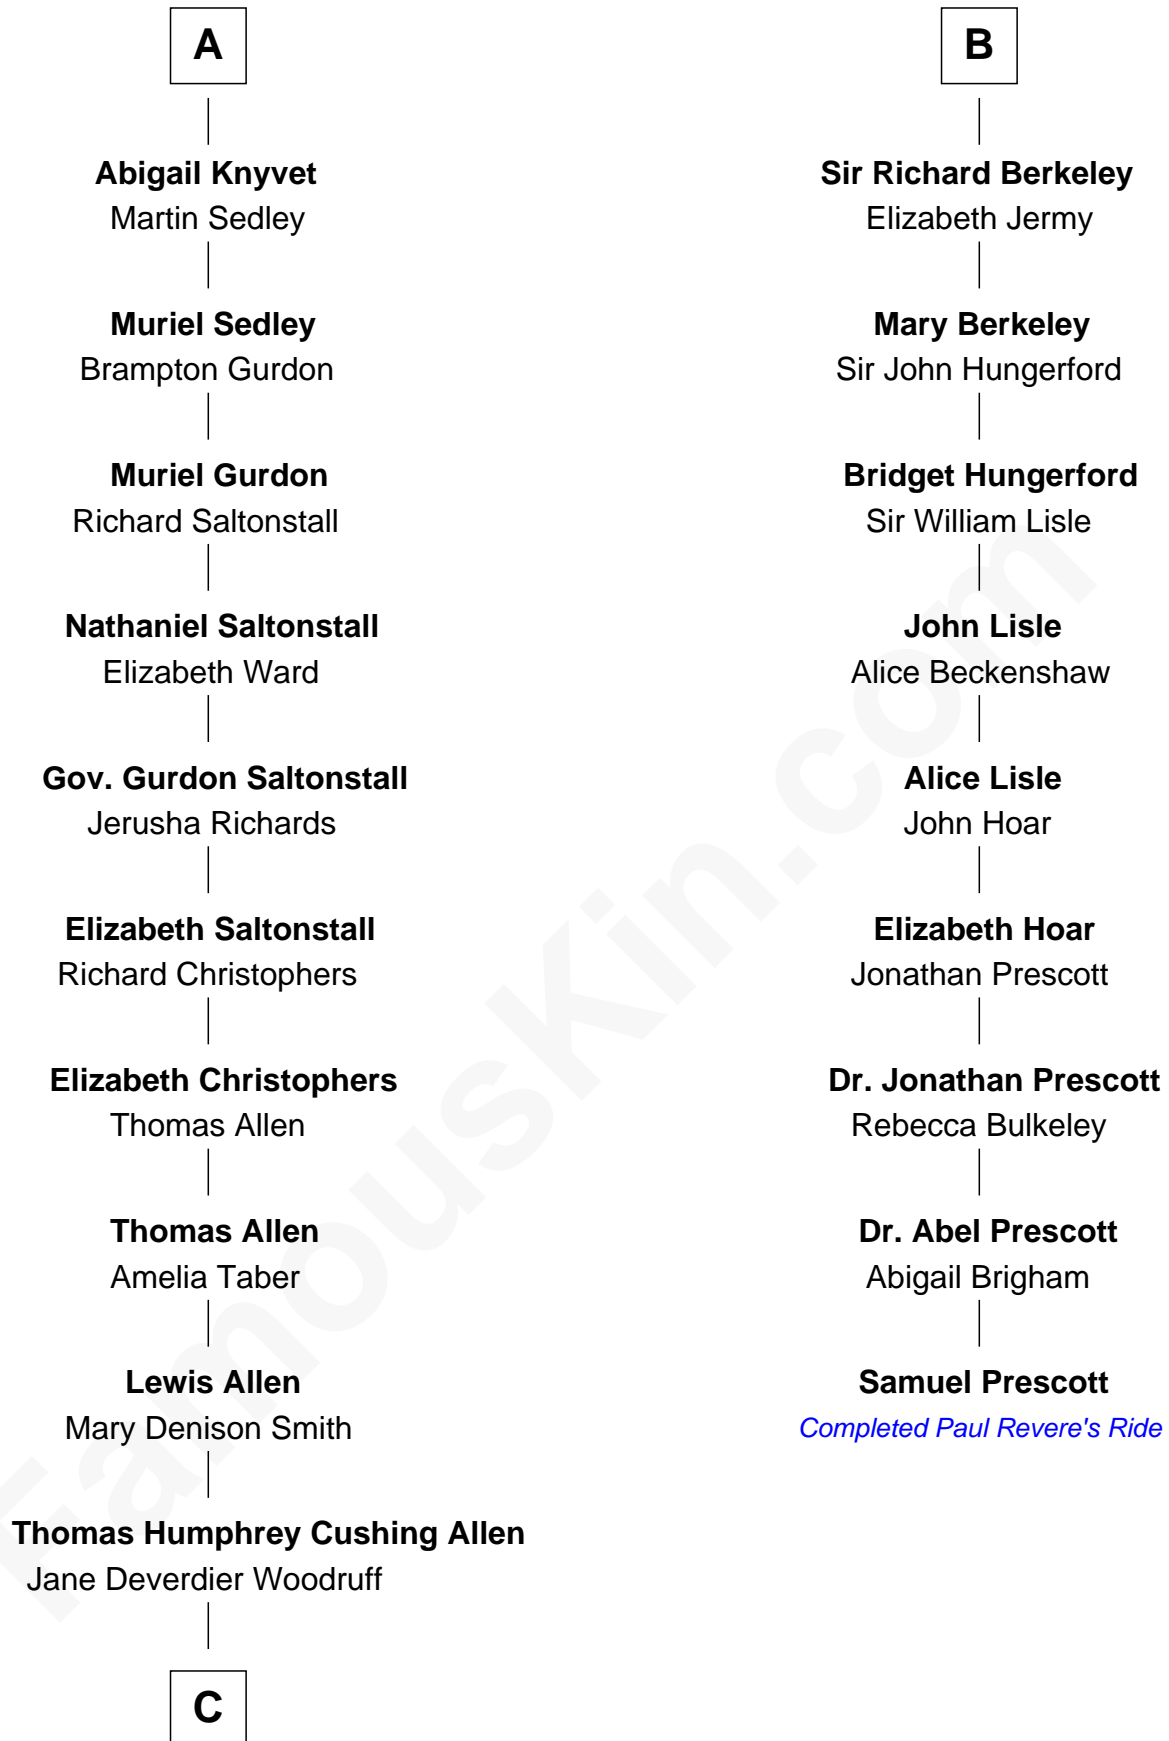 A
Abigail Knyvet
Martin Sedley
Muriel Sedley
Brampton Gurdon
Muriel Gurdon
Richard Saltonstall
Nathaniel Saltonstall
Elizabeth Ward
Gov. Gurdon Saltonstall
Jerusha Richards
Elizabeth Saltonstall
Richard Christophers
Elizabeth Christophers
Thomas Allen
Thomas Allen
Amelia Taber
Lewis Allen
Mary Denison Smith
Thomas Humphrey Cushing Allen
Jane Deverdier Woodruff
C
B
Sir Richard Berkeley
Elizabeth Jermy
Mary Berkeley
Sir John Hungerford
Bridget Hungerford
Sir William Lisle
John Lisle
Alice Beckenshaw
Alice Lisle
John Hoar
Elizabeth Hoar
Jonathan Prescott
Dr. Jonathan Prescott
Rebecca Bulkeley
Dr. Abel Prescott
Abigail Brigham
Samuel Prescott
Completed Paul Revere's Ride
FamousKin.com